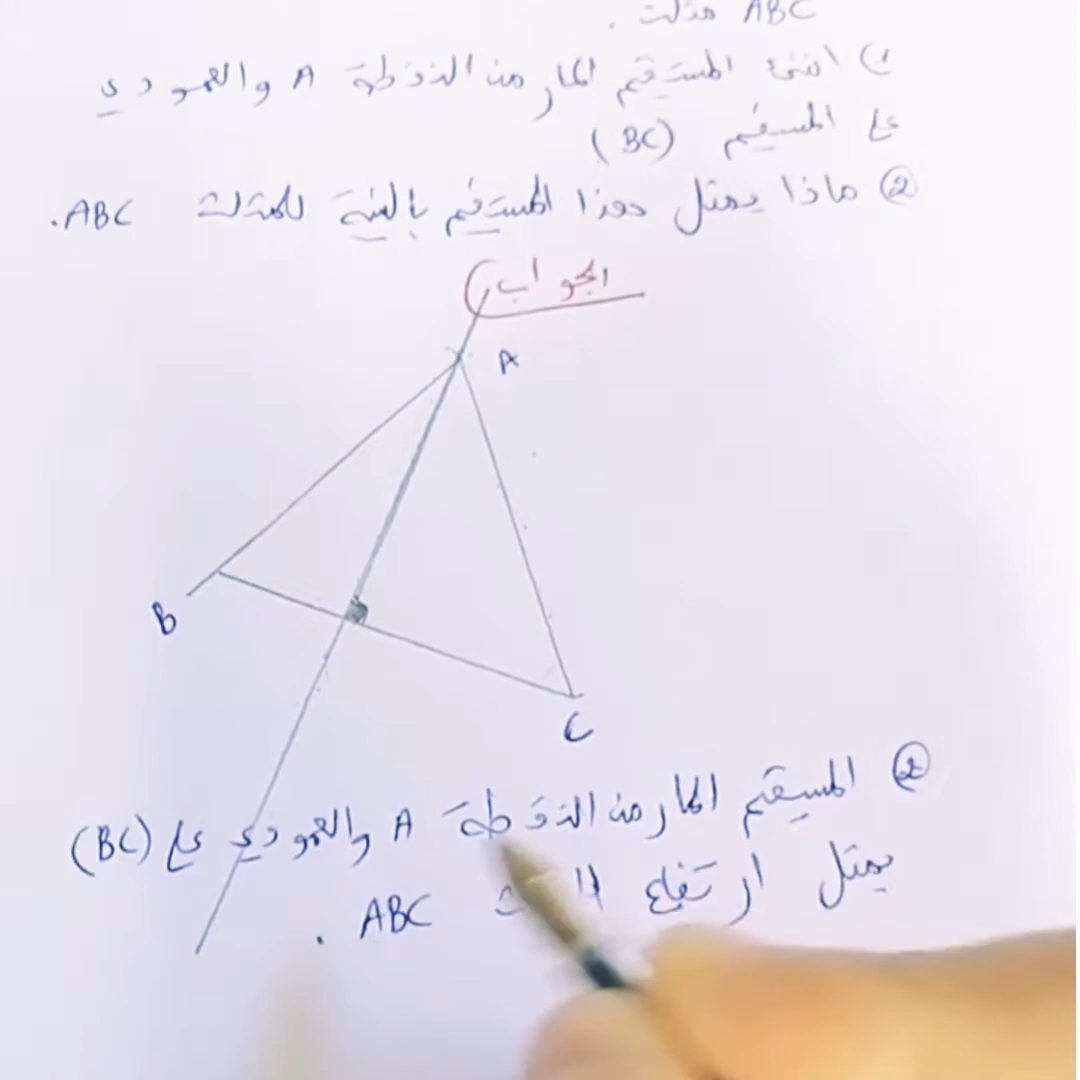 ABC مثلث .
1) انشئ المستقيم المار من النقطة A والعمودي
على المستقيم (BC)
② ماذا يمثل هذا المستقيم بالنسبة للمثلث ABC.
الجواب
A
B
C
② المستقيم المار من النقطة A والعمودي على (BC)
يمثل ارتفاع ABC .